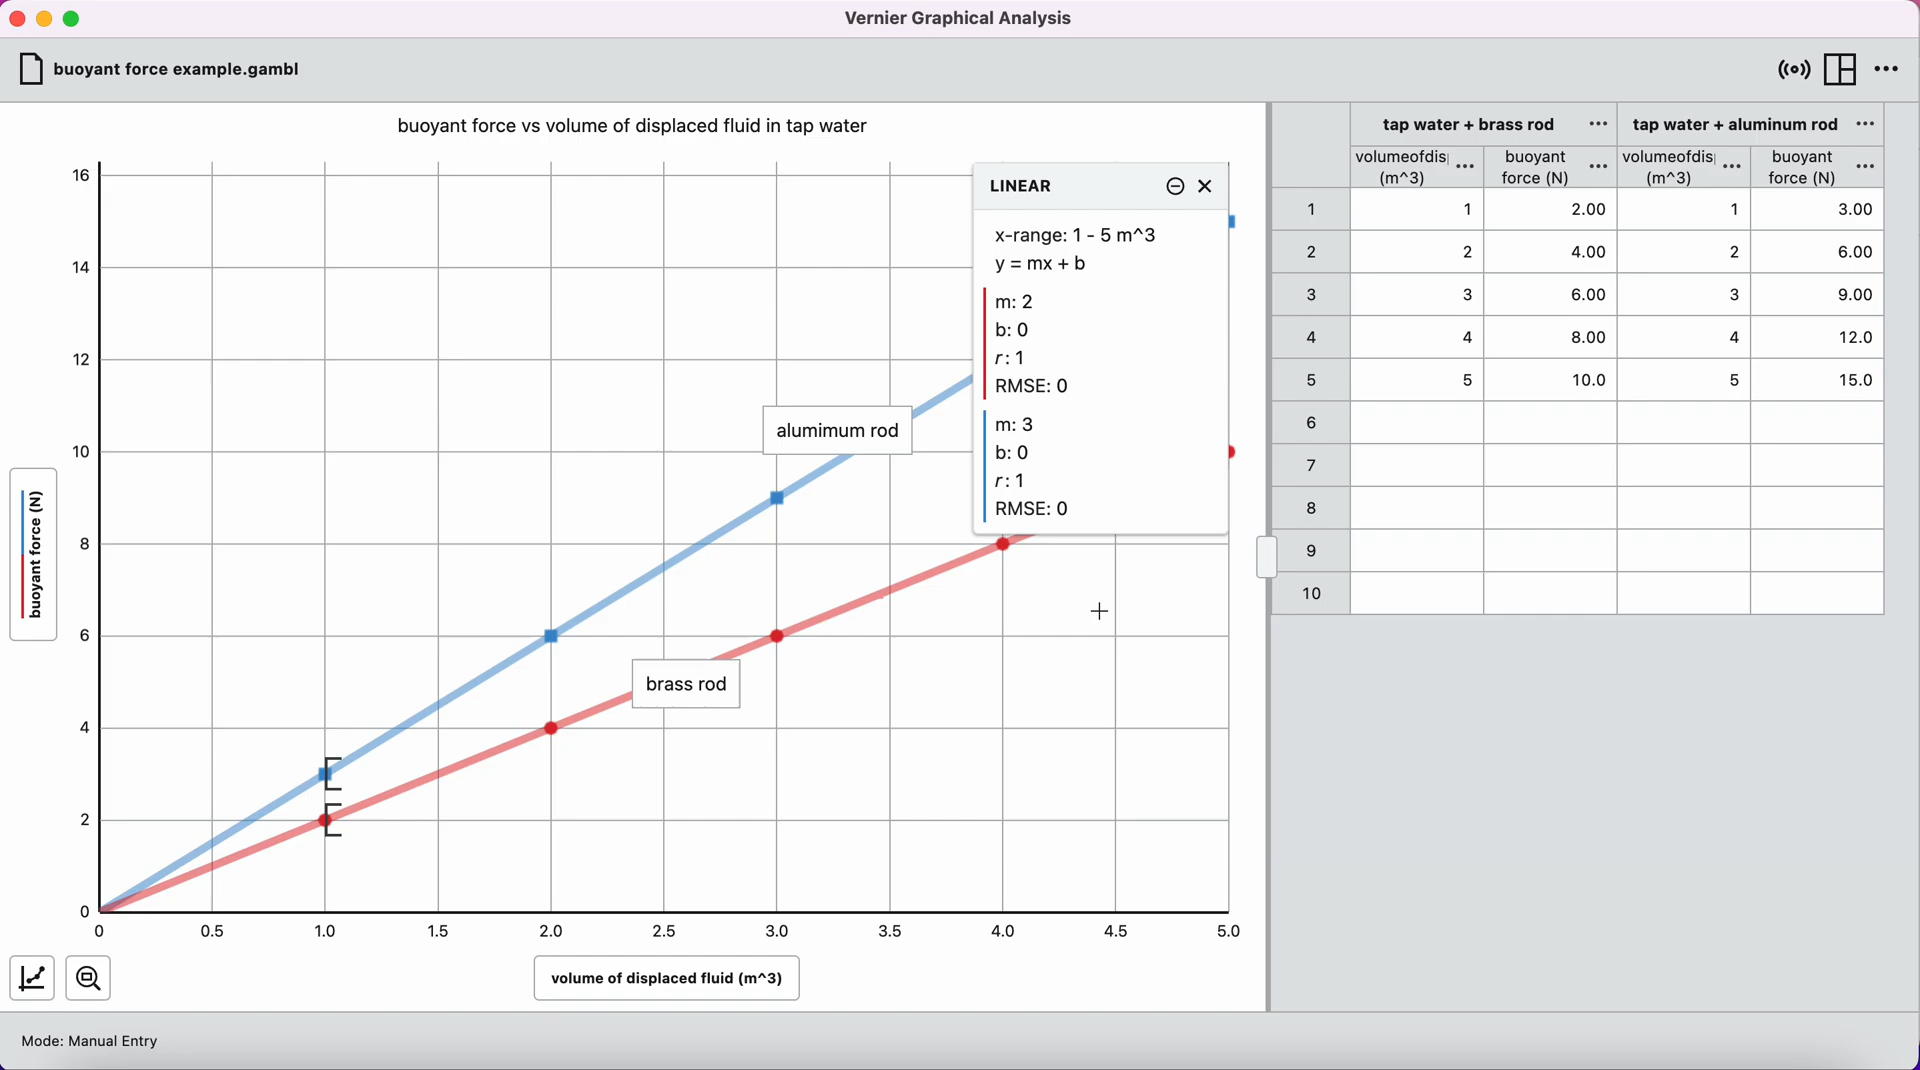 Vernier Graphical Analysis
buoyant force example.gambl
buoyant force vs volume of displaced fluid in tap water
16
14
12
10
8
6
4
2
0
buoyant force (N)
LINEAR
x-range: 1 - 5 m^3
y = mx + b
m: 2
b: 0
r: 1
RMSE: 0
m: 3
b: 0
r: 1
RMSE: 0
alumimum rod
brass rod
0 0.5 1.0 1.5 2.0 2.5 3.0 3.5 4.0 4.5 5.0
volume of displaced fluid (m^3)
tap water + brass rod ... tap water + aluminum rod ...
volumeofdis ... buoyant ... volumeofdis ... buoyant ...
(m^3) force (N) (m^3) force (N)
1 1 2.00 1 3.00
2 2 4.00 2 6.00
3 3 6.00 3 9.00
4 4 8.00 4 12.0
5 5 10.0 5 15.0
6
7
8
9
10
Mode: Manual Entry